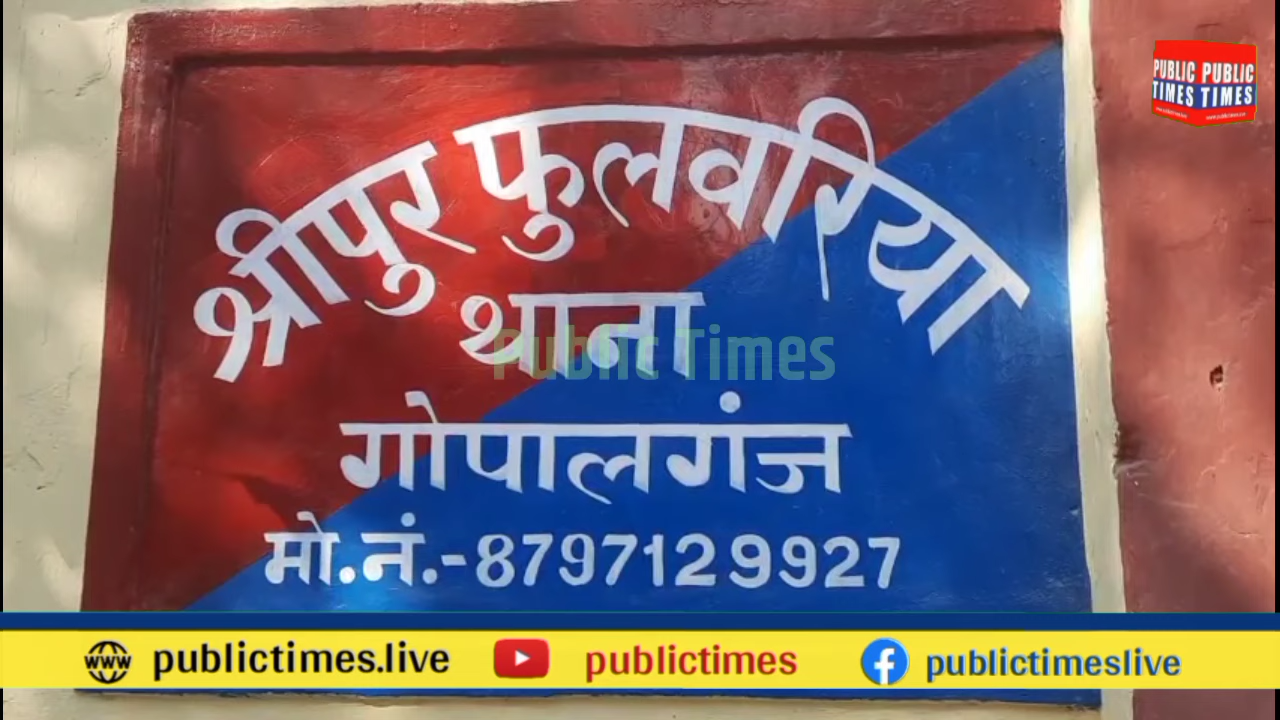 PUBLIC PUBLIC
TIMES TIMES
श्रीपुर फुलवरिया
थाना
Public Times
गोपालगंज
मो.नं.-8797129927
publictimes.live
publictimes
publictimeslive